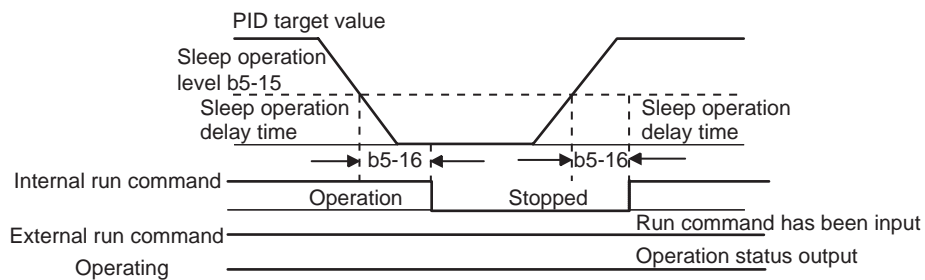 PID target value
Sleep operation
level b5-15
Sleep operation
delay time
Sleep operation
delay time
b5-16
b5-16
Internal run command
Operation
Stopped
Run command has been input
External run command
Operation status output
Operating